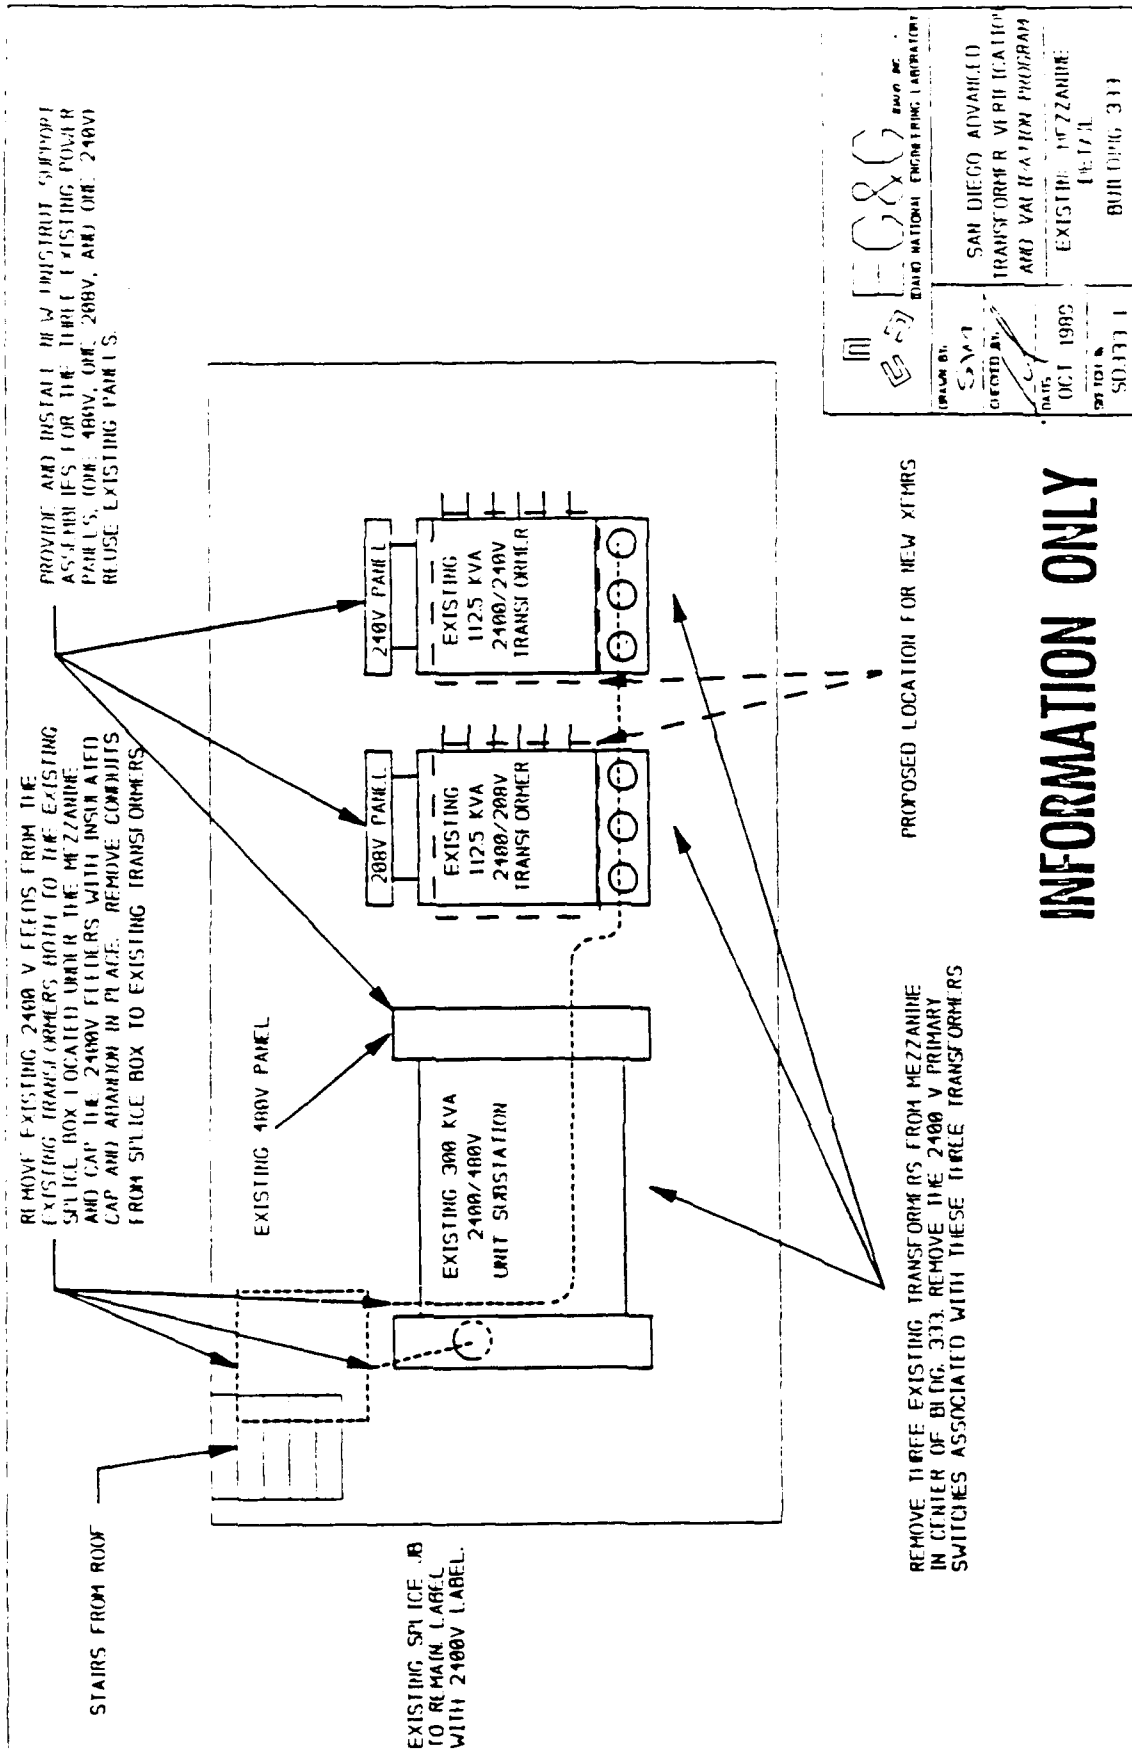 STAIRS FROM ROOF
REMOVE EXISTING 2400 V FEEDS FROM THE
EXISTING TRANSFORMERS BOTH TO THE EXISTING
SPLICE BOX LOCATED UNDER THE MEZZANINE
AND CAP THE 2400V FEEDERS WITH INSULATED
CAP AND ABANDON IN PLACE. REMOVE CONDUITS
FROM SPLICE BOX TO EXISTING TRANSFORMERS.
PROVIDE AND INSTALL NEW UNISTRUT SUPPORT
ASSEMBLIES FOR THE THREE EXISTING POWER
PANELS, (ONE 480V, ONE 208V, AND ONE 240V)
REUSE EXISTING PANELS.
EXISTING 480V PANEL
208V PANEL
240V PANEL
EXISTING 300 KVA
2400/480V
UNIT SUBSTATION
EXISTING
112.5 KVA
2400/208V
TRANSFORMER
EXISTING
112.5 KVA
2400/240V
TRANSFORMER
EXISTING SPLICE JB
TO REMAIN. LABEL
WITH 2400V LABEL.
PROPOSED LOCATION FOR NEW XFMRS
REMOVE THREE EXISTING TRANSFORMERS FROM MEZZANINE
IN CENTER OF BLDG. 333. REMOVE THE 2400 V PRIMARY
SWITCHES ASSOCIATED WITH THESE THREE TRANSFORMERS
INFORMATION ONLY
EG&G IDAHO INC.
IDAHO NATIONAL ENGINEERING LABORATORY
DRAWN BY.
CHECKED BY.
DATE
OCT 1989
SKETCH №
SD333 1
SAN DIEGO ADVANCED
TRANSFORMER VERIFICATION
AND VALIDATION PROGRAM
EXISTING MEZZANINE
DETAIL
BUILDING 333